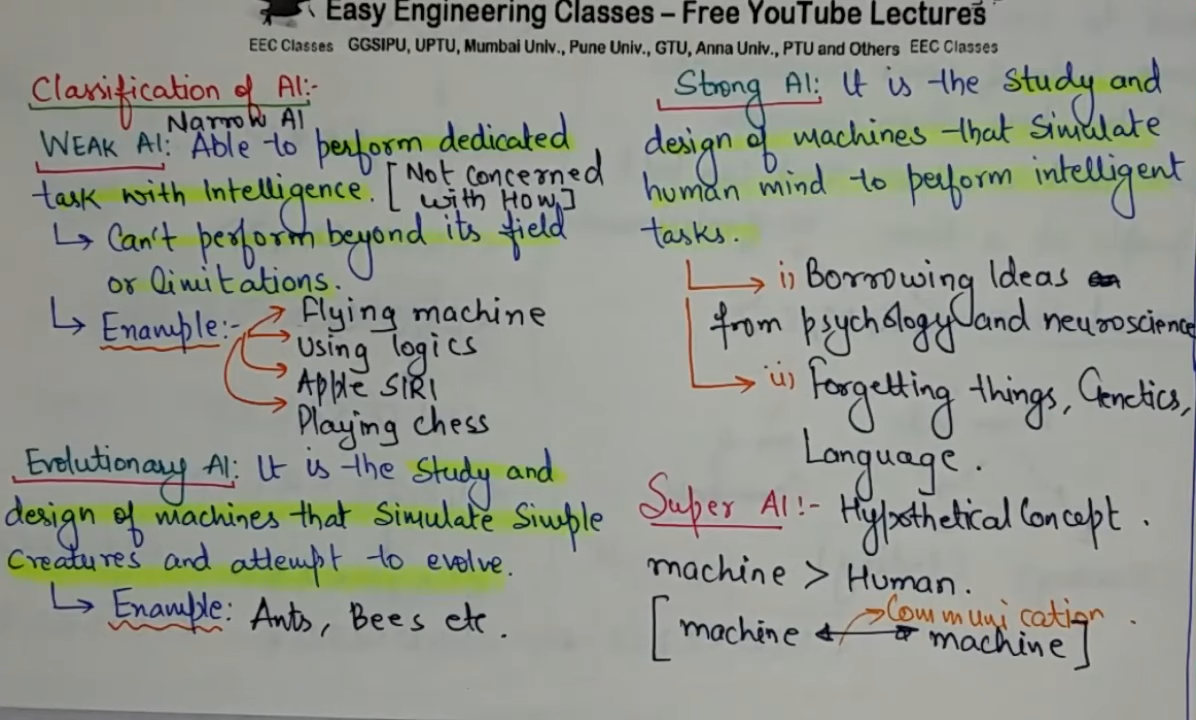 Easy Engineering Classes – Free YouTube Lectures
EEC Classes GGSIPU, UPTU, Mumbai Univ., Pune Univ., GTU, Anna Univ., PTU and Others EEC Classes
Classification of AI:-
Narrow AI
WEAK AI: Able to perform dedicated
task with Intelligence. [Not Concerned
with How]
↳ Can't perform beyond its field
or limitations.
↳ Example:- Flying machine
Using logics
Apple SIRI
Playing chess
Evolutionary AI: It is the Study and
design of machines that Simulate Simple
Creatures and attempt to evolve.
↳ Example: Ants, Bees etc.
Strong AI: It is the Study and
design of machines that Simulate
human mind to perform intelligent
tasks.
→ i) Borrowing Ideas
from psychology and neuroscience
→ ii) Forgetting things, Genetics,
Language.
Super AI:- Hypothetical Concept.
machine > Human.
→ Communication.
[machine ↔ machine]